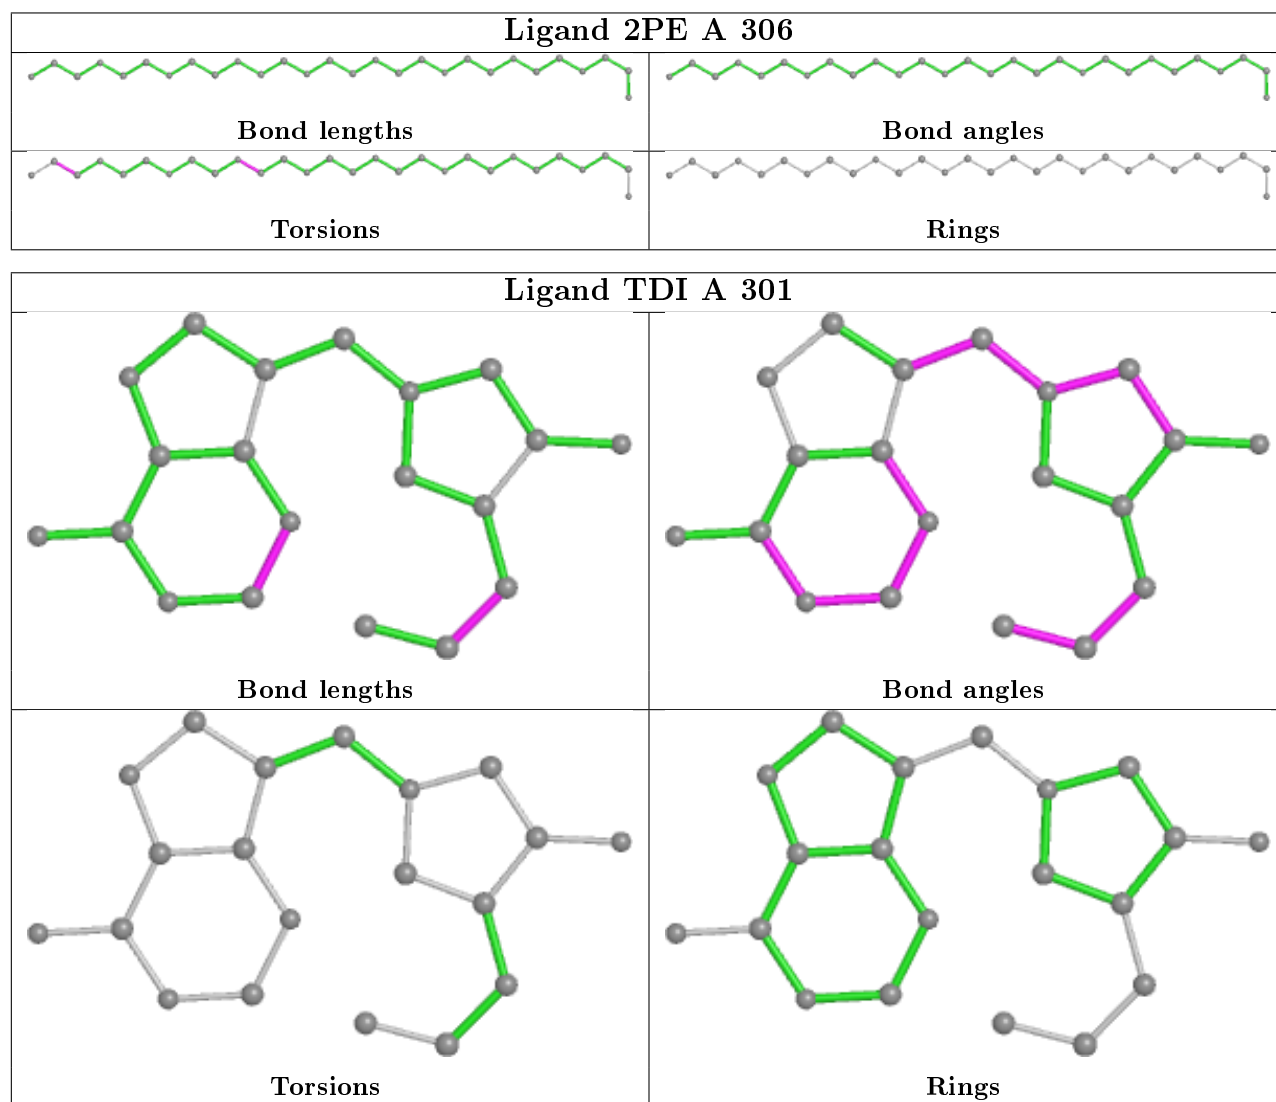 Ligand 2PE A 306
Bond lengths
Bond angles
Torsions
Rings
Ligand TDI A 301
Bond lengths
Bond angles
Torsions
Rings